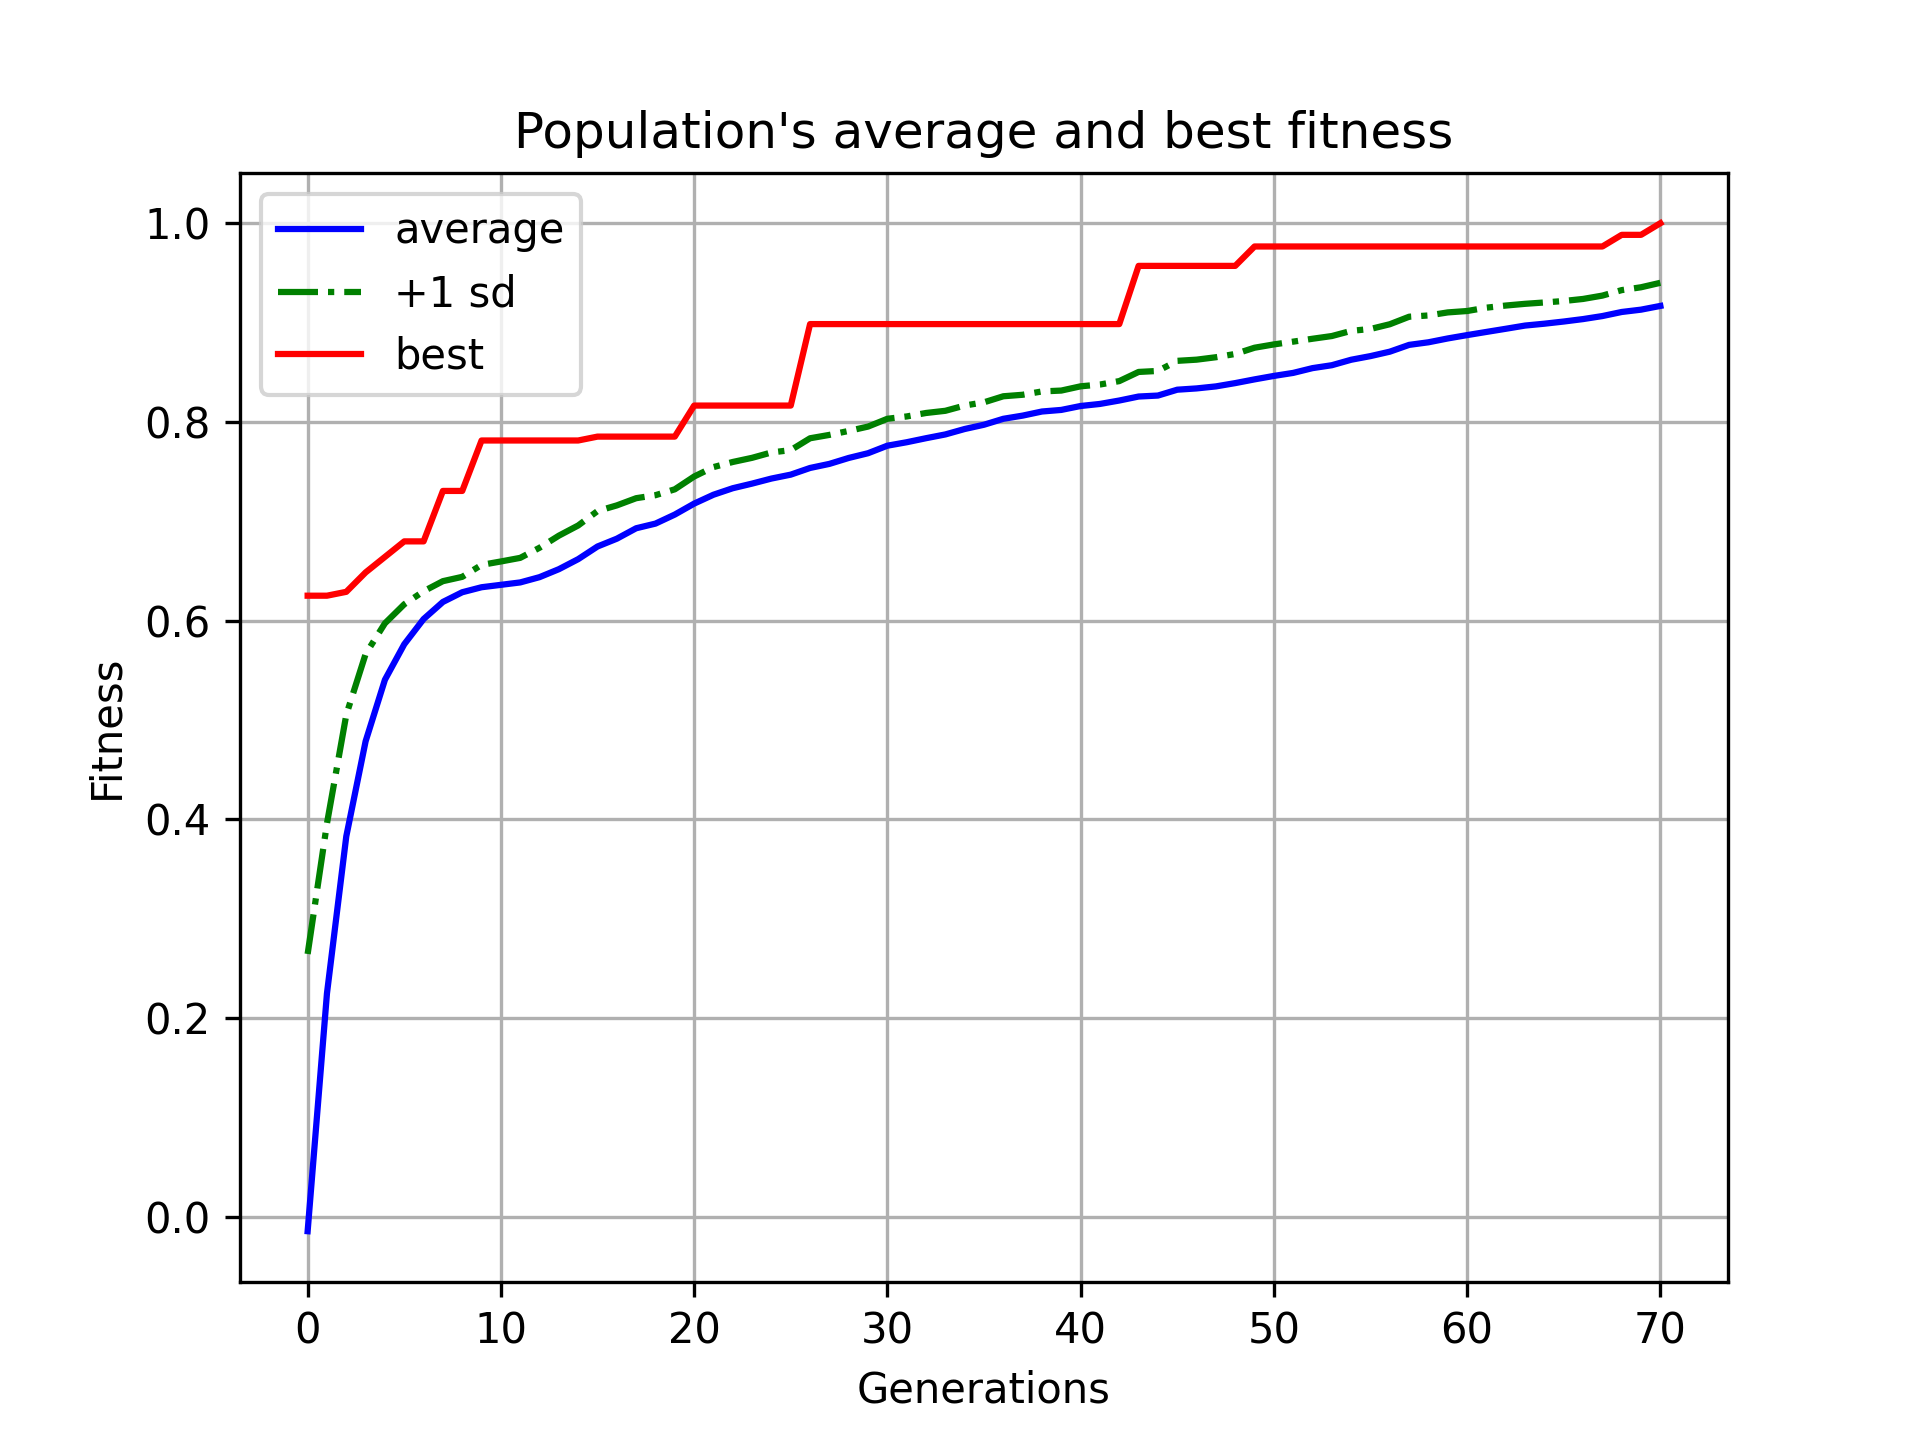 Population's average and best fitness
average
+1 sd
best
1.0
0.8
0.6
0.4
0.2
0.0
Fitness
0 10 20 30 40 50 60 70
Generations